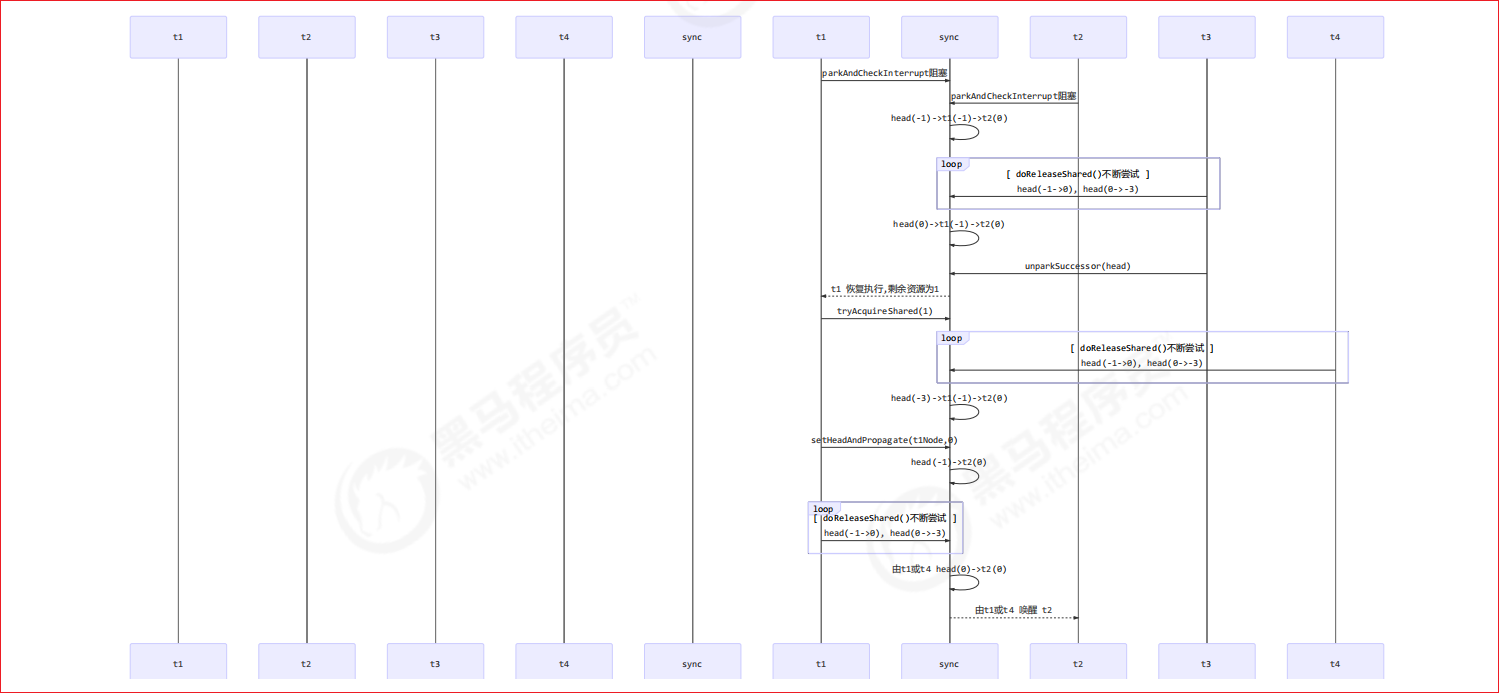 t1 t2 t3 t4 sync t1 sync t2 t3 t4
parkAndCheckInterrupt阻塞
parkAndCheckInterrupt阻塞
head(-1)->t1(-1)->t2(0)
loop
[ doReleaseShared()不断尝试 ]
head(-1->0), head(0->-3)
head(0)->t1(-1)->t2(0)
unparkSuccessor(head)
t1 恢复执行,剩余资源为1
tryAcquireShared(1)
loop
[ doReleaseShared()不断尝试 ]
head(-1->0), head(0->-3)
head(-3)->t1(-1)->t2(0)
setHeadAndPropagate(t1Node,0)
head(-1)->t2(0)
loop
[ doReleaseShared()不断尝试 ]
head(-1->0), head(0->-3)
由t1或t4 head(0)->t2(0)
由t1或t4 唤醒 t2
t1 t2 t3 t4 sync t1 sync t2 t3 t4
黑马程序员™
www.itheima.com
黑马程序员
www.itheima.com